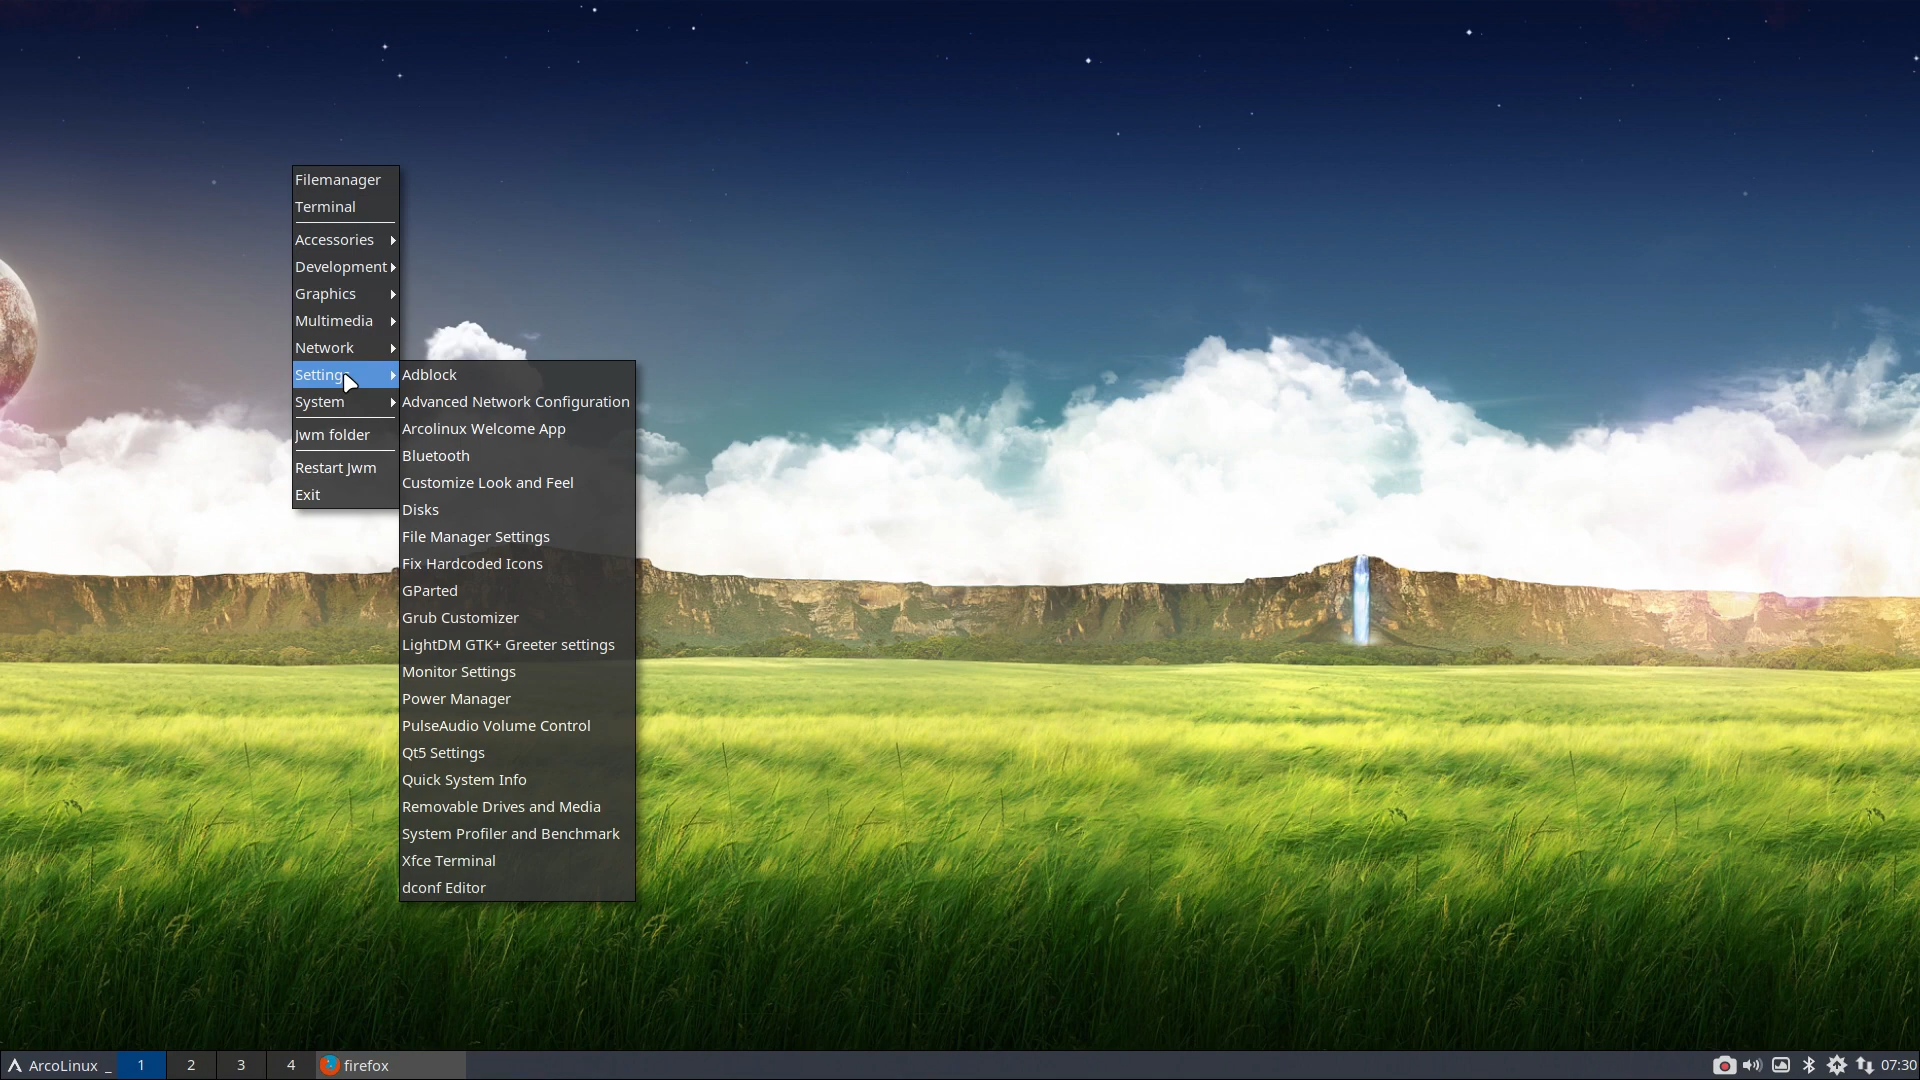 Filemanager
Terminal
Accessories
Development
Graphics
Multimedia
Network
Settings
System
Jwm folder
Restart Jwm
Exit
Adblock
Advanced Network Configuration
Arcolinux Welcome App
Bluetooth
Customize Look and Feel
Disks
File Manager Settings
Fix Hardcoded Icons
GParted
Grub Customizer
LightDM GTK+ Greeter settings
Monitor Settings
Power Manager
PulseAudio Volume Control
Qt5 Settings
Quick System Info
Removable Drives and Media
System Profiler and Benchmark
Xfce Terminal
dconf Editor
ArcoLinux _ 1 2 3 4 firefox 07:30